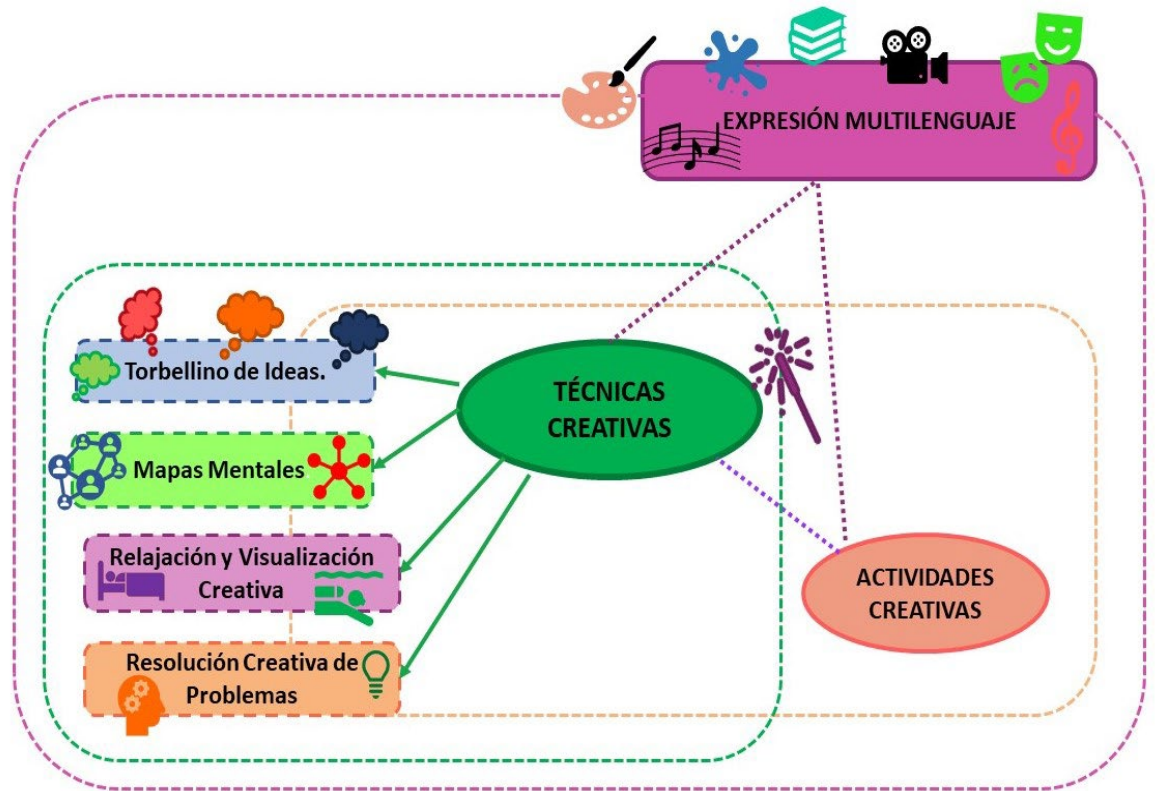 EXPRESIÓN MULTILENGUAJE
Torbellino de Ideas.
TÉCNICAS
CREATIVAS
Mapas Mentales
Relajación y Visualización
Creativa
ACTIVIDADES
CREATIVAS
Resolución Creativa de
Problemas